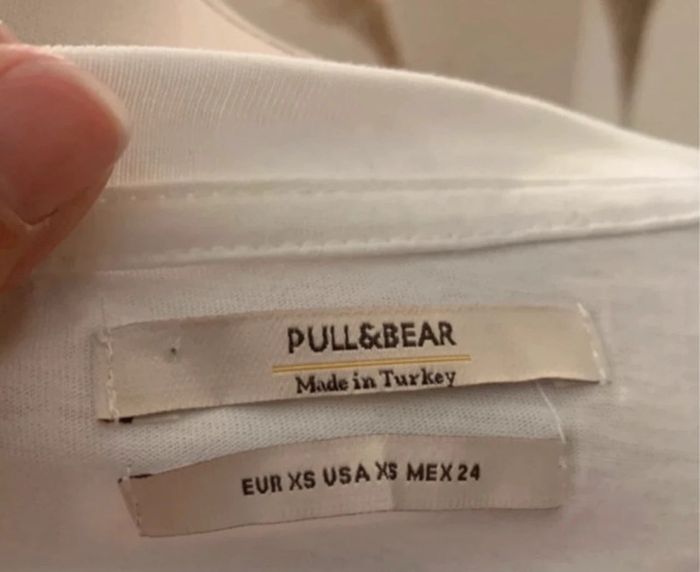 PULL&BEAR
Made in Turkey
EUR XS USA XS MEX 24